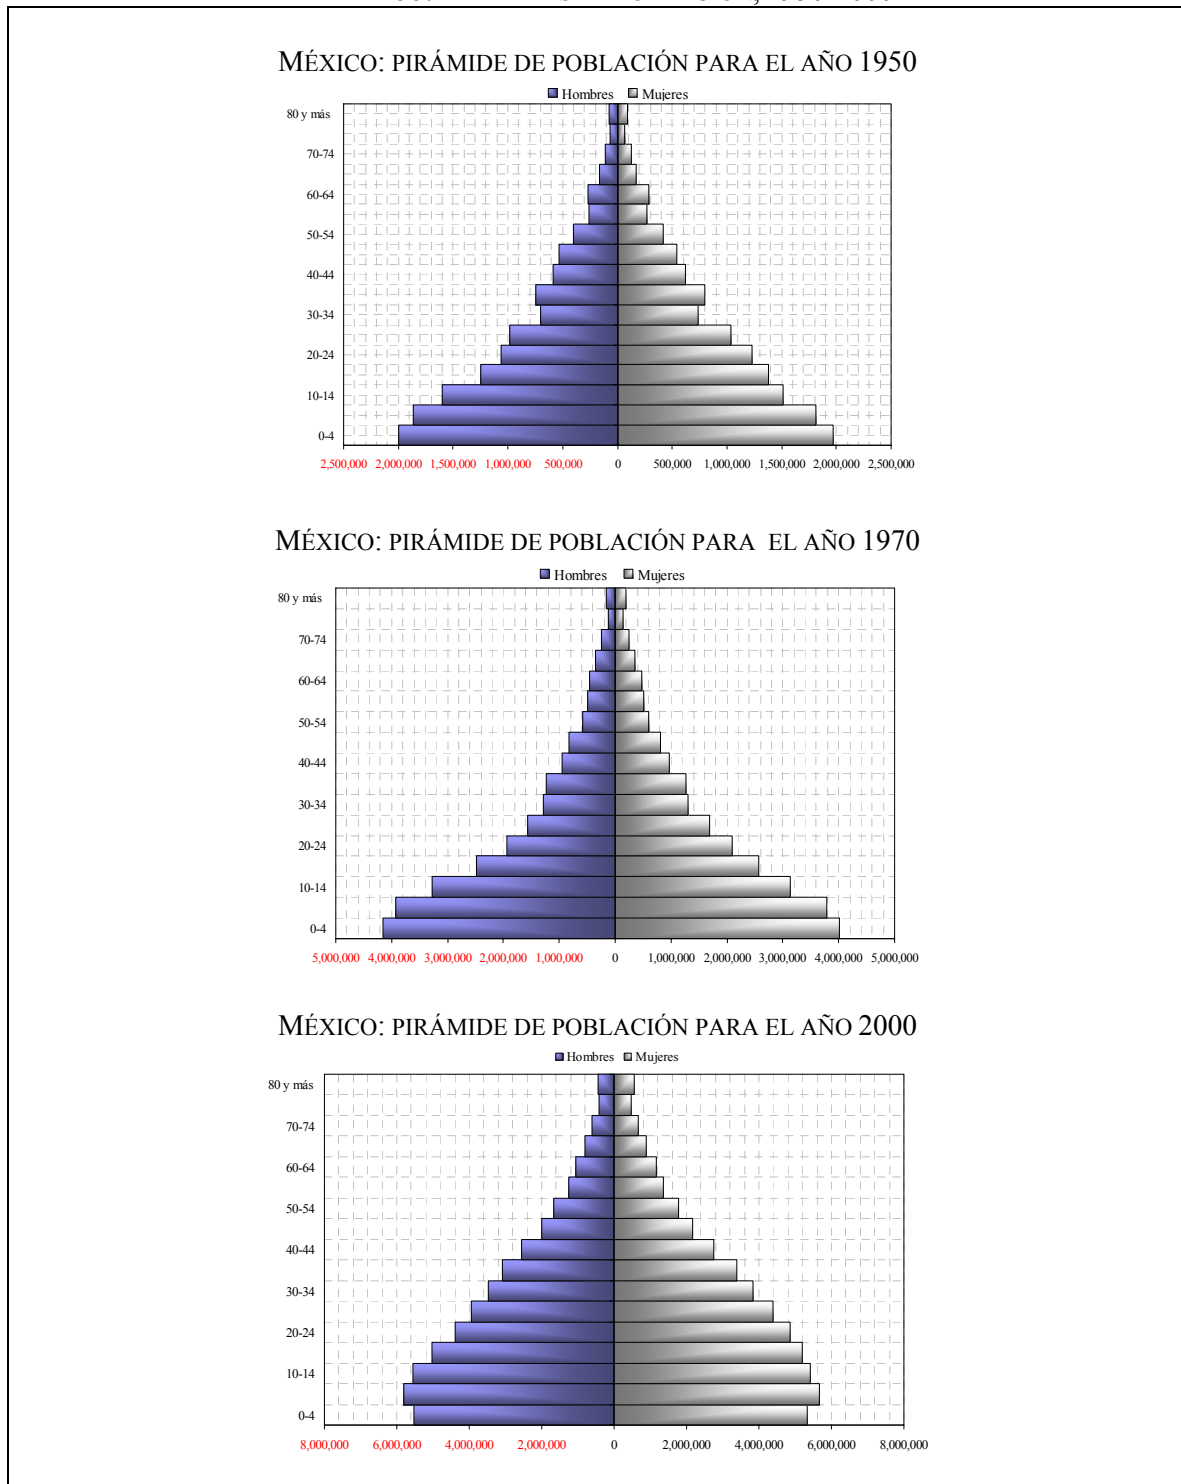 MÉXICO: PIRÁMIDE DE POBLACIÓN PARA EL AÑO 1950
Hombres Mujeres
80 y más
70-74
60-64
50-54
40-44
30-34
20-24
10-14
0-4
2,500,000 2,000,000 1,500,000 1,000,000 500,000 0 500,000 1,000,000 1,500,000 2,000,000 2,500,000
MÉXICO: PIRÁMIDE DE POBLACIÓN PARA EL AÑO 1970
Hombres Mujeres
80 y más
70-74
60-64
50-54
40-44
30-34
20-24
10-14
0-4
5,000,000 4,000,000 3,000,000 2,000,000 1,000,000 0 1,000,000 2,000,000 3,000,000 4,000,000 5,000,000
MÉXICO: PIRÁMIDE DE POBLACIÓN PARA EL AÑO 2000
Hombres Mujeres
80 y más
70-74
60-64
50-54
40-44
30-34
20-24
10-14
0-4
8,000,000 6,000,000 4,000,000 2,000,000 0 2,000,000 4,000,000 6,000,000 8,000,000